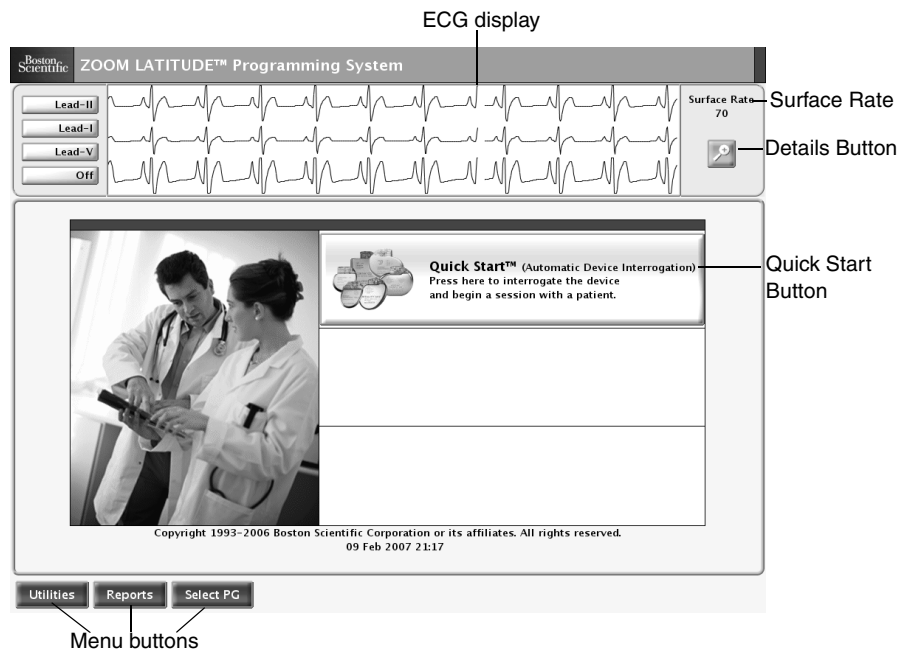 ECG display
Boston
Scientific
ZOOM LATITUDE™ Programming System
Lead-II
Lead-I
Lead-V
Off
Surface Rate
70
Surface Rate
Details Button
Quick Start™ (Automatic Device Interrogation)
Press here to interrogate the device
and begin a session with a patient.
Quick Start
Button
Copyright 1993-2006 Boston Scientific Corporation or its affiliates. All rights reserved.
09 Feb 2007 21:17
Utilities
Reports
Select PG
Menu buttons